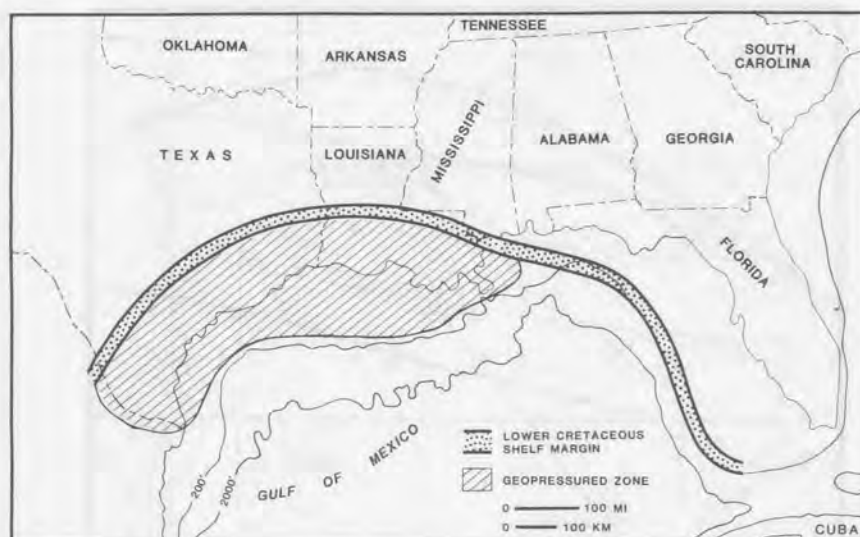 TENNESSEE
OKLAHOMA
ARKANSAS
SOUTH
CAROLINA
MISSISSIPPI
ALABAMA
GEORGIA
TEXAS
LOUISIANA
FLORIDA
LOWER CRETACEOUS
SHELF MARGIN
GEOPRESSURED ZONE
GULF OF MEXICO
200'
2000'
0 100 MI
0 100 KM
CUBA